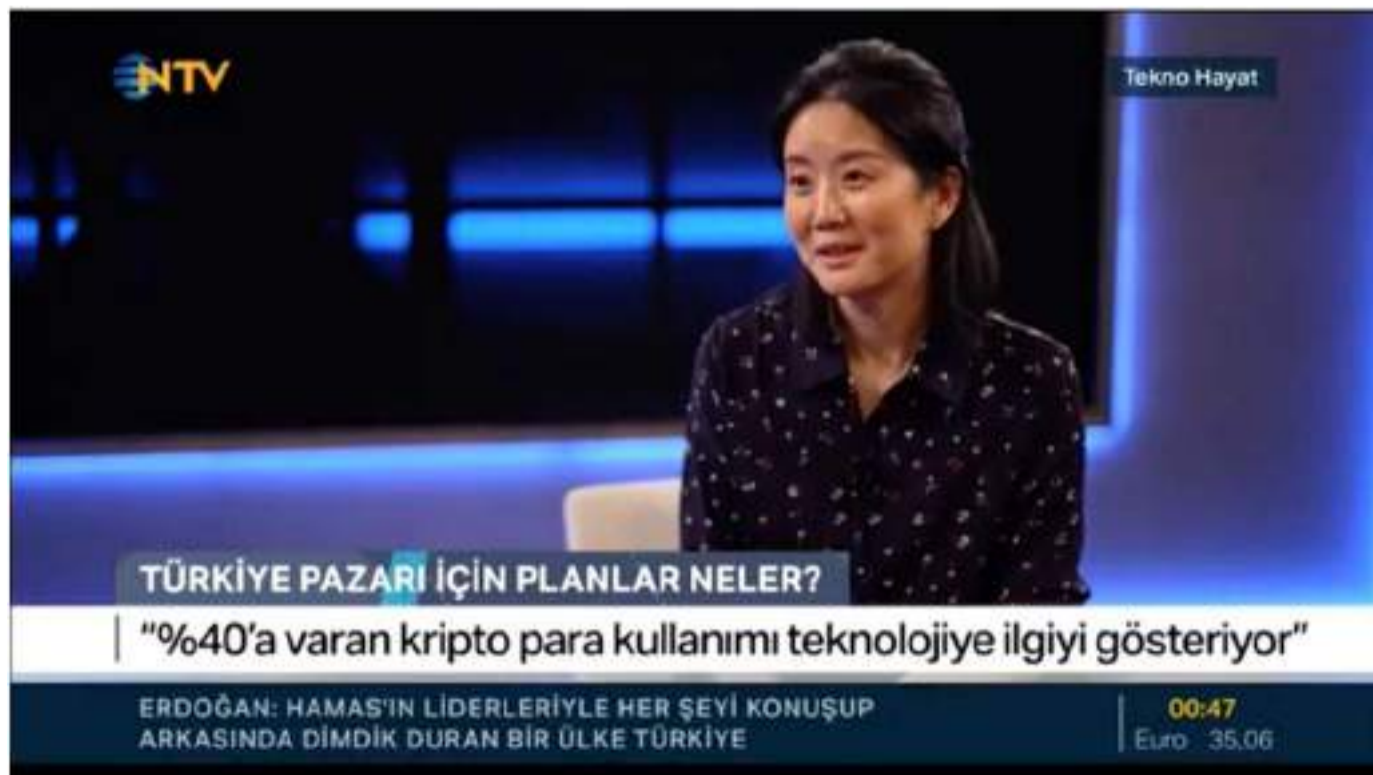 NTV
Tekno Hayat
TÜRKİYE PAZARI İÇİN PLANLAR NELER?
“%40’a varan kripto para kullanımı teknolojiye ilgiyi gösteriyor”
ERDOĞAN: HAMAS'IN LİDERLERİYLE HER ŞEYİ KONUŞUP
ARKASINDA DİMDİK DURAN BİR ÜLKE TÜRKİYE
00:47
Euro 35.06